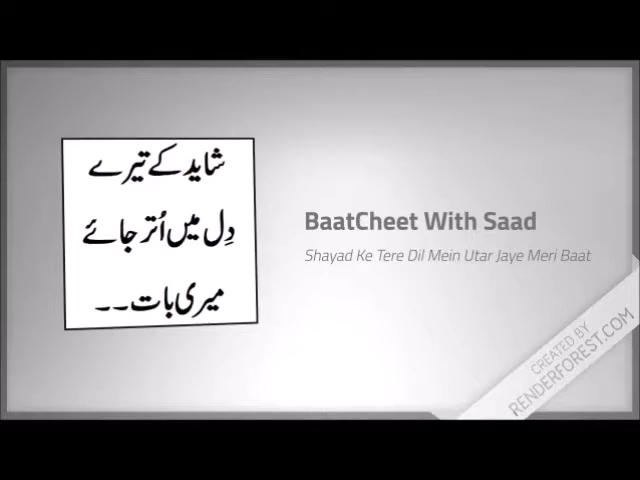 شاید کے تیرے
دِل میں اُتر جائے
میری بات ۔۔
BaatCheet With Saad
Shayad Ke Tere Dil Mein Utar Jaye Meri Baat
CREATED BY
RENDERFOREST.COM